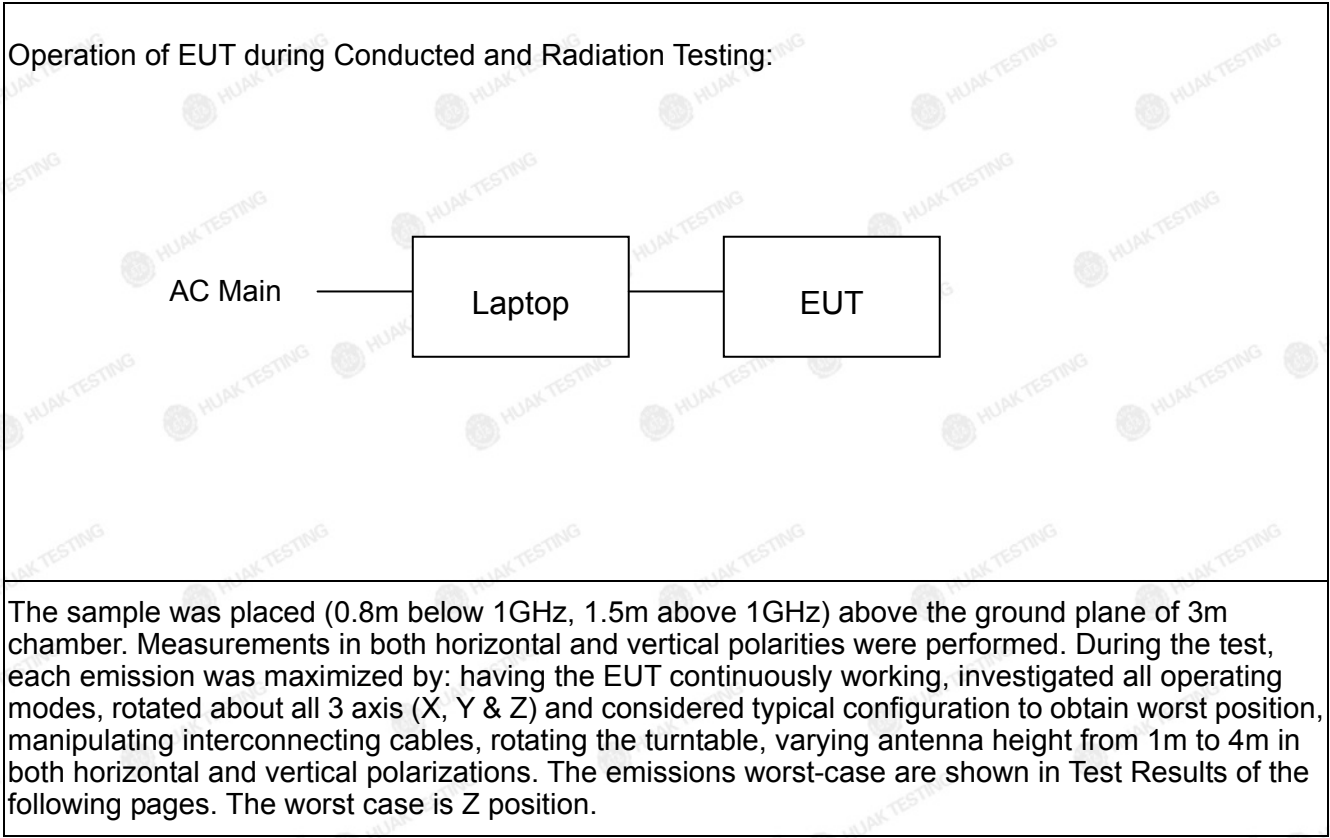 Operation of EUT during Conducted and Radiation Testing:
AC Main
Laptop
EUT
The sample was placed (0.8m below 1GHz, 1.5m above 1GHz) above the ground plane of 3m
chamber. Measurements in both horizontal and vertical polarities were performed. During the test,
each emission was maximized by: having the EUT continuously working, investigated all operating
modes, rotated about all 3 axis (X, Y & Z) and considered typical configuration to obtain worst position,
manipulating interconnecting cables, rotating the turntable, varying antenna height from 1m to 4m in
both horizontal and vertical polarizations. The emissions worst-case are shown in Test Results of the
following pages. The worst case is Z position.
HUAK TESTING